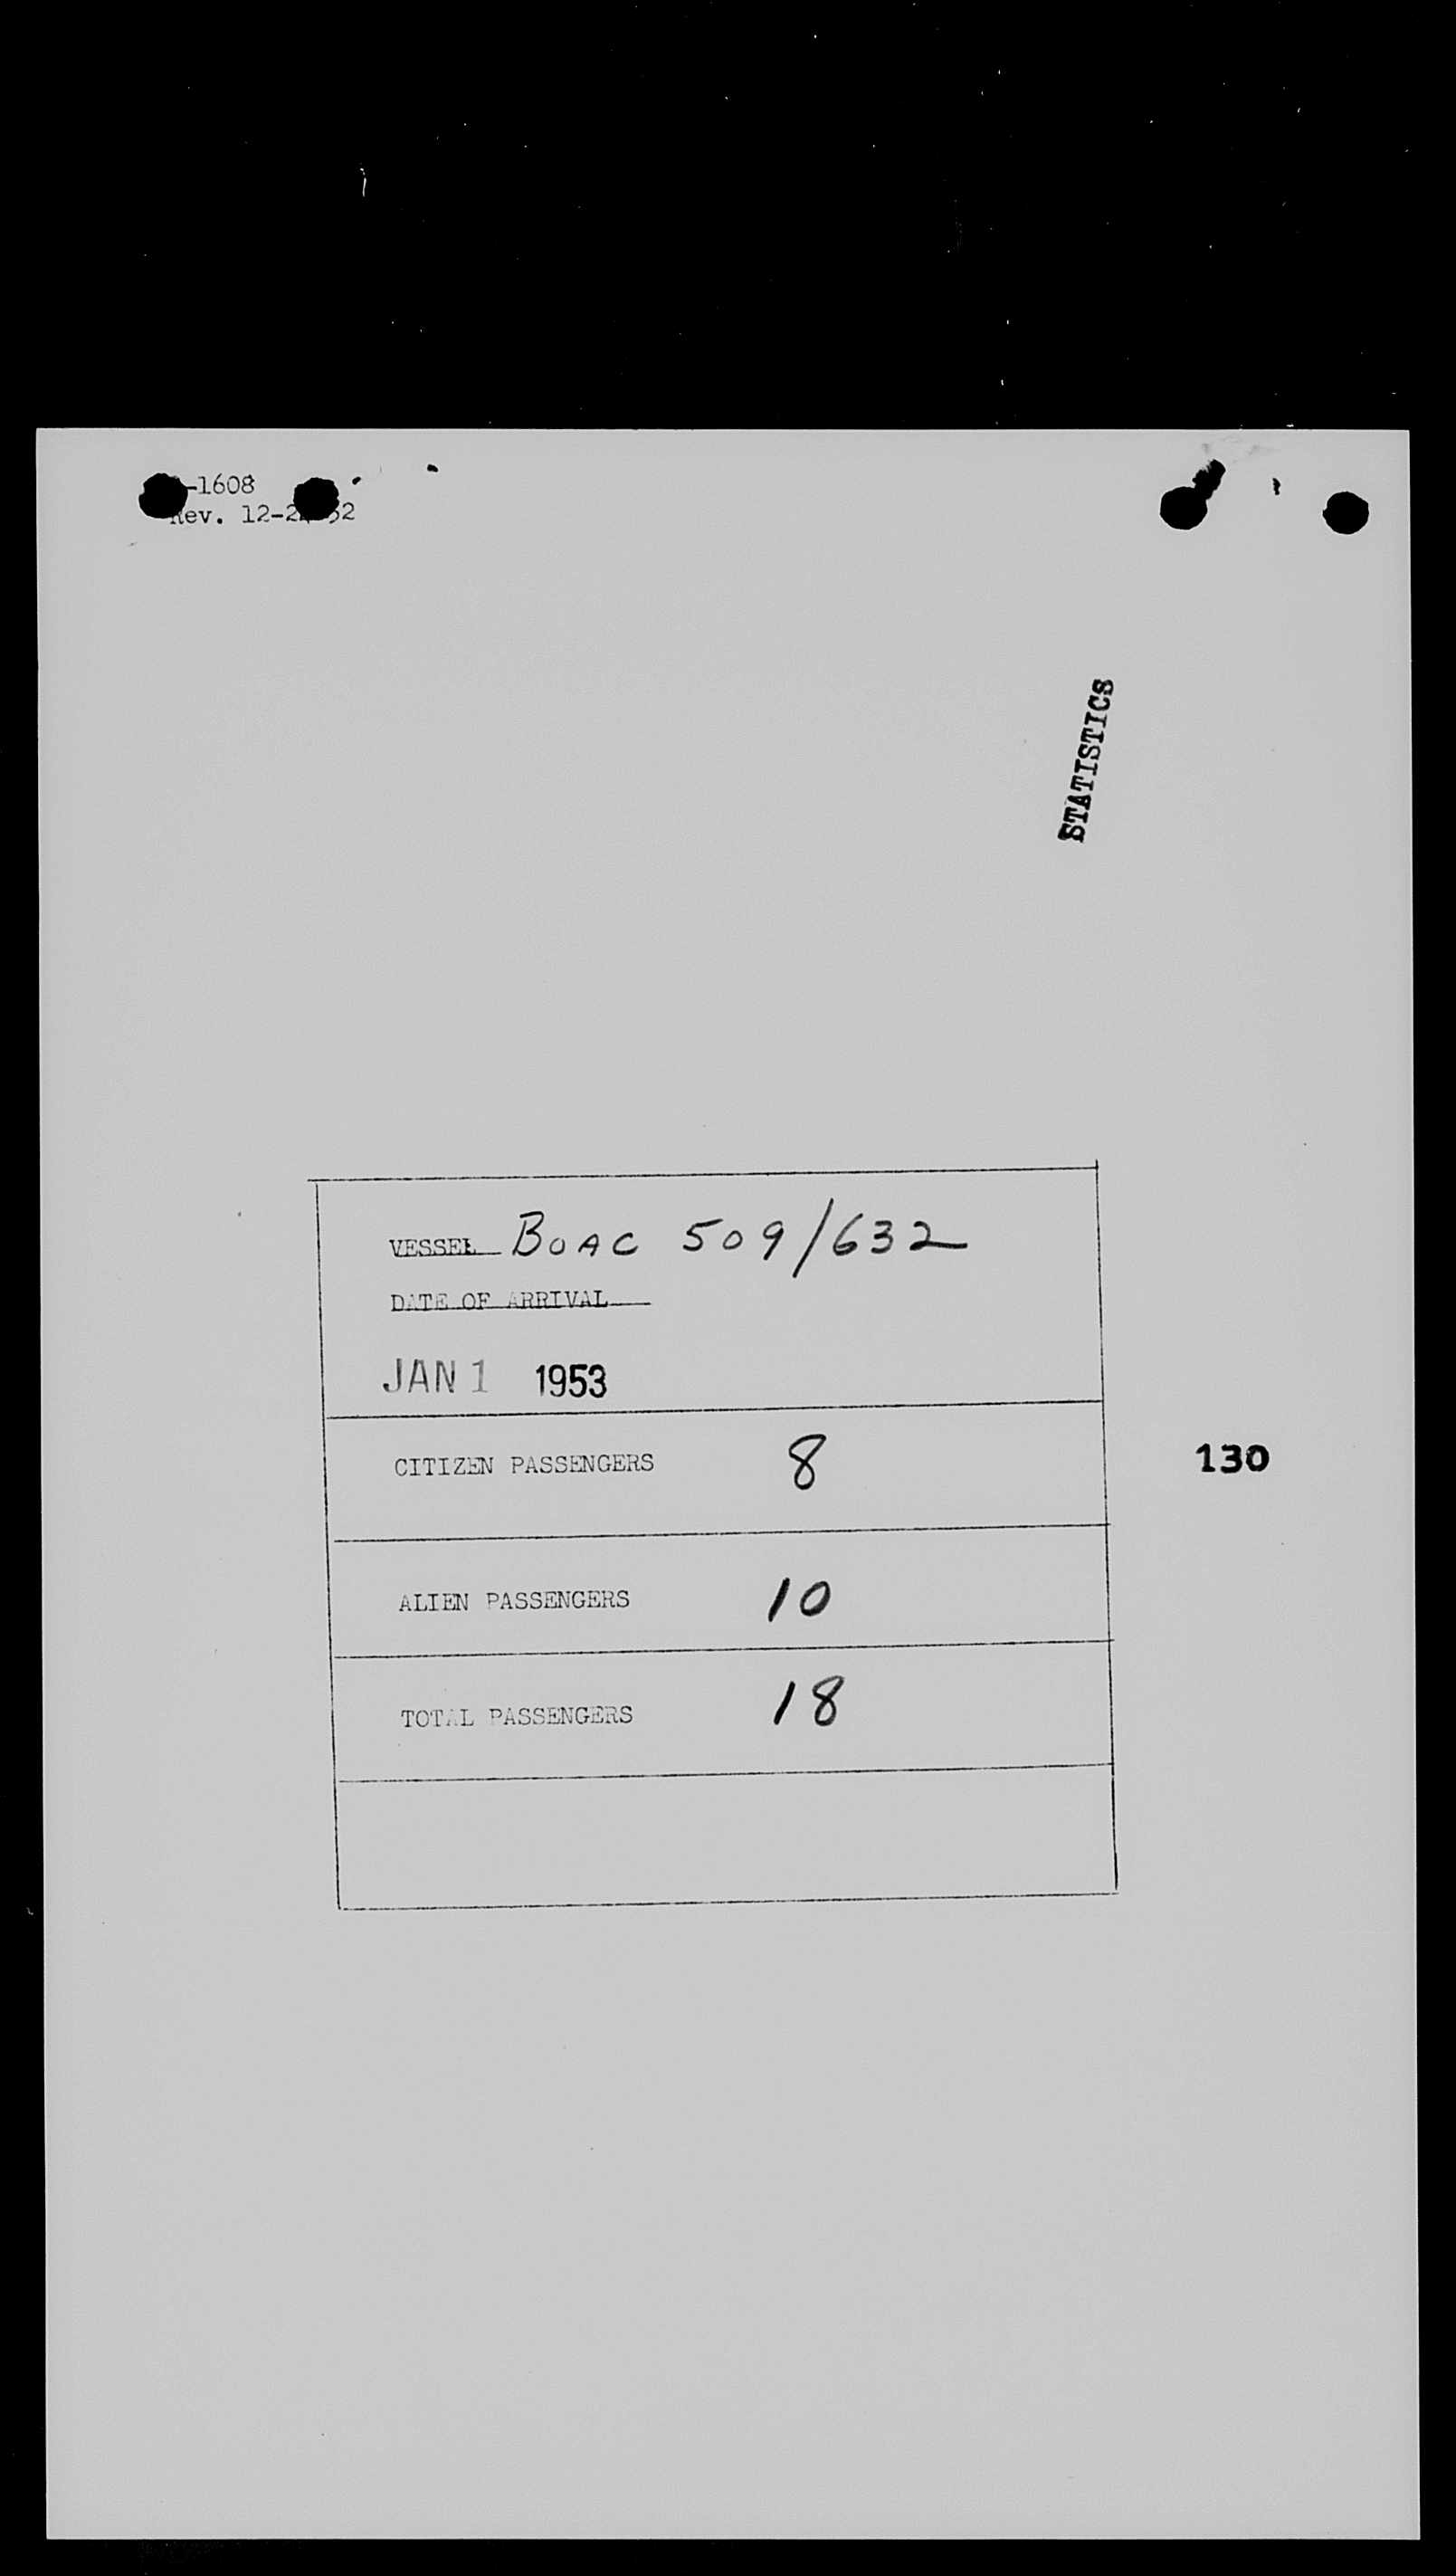 -1608
Rev. 12-2 52
STATISTICS
VESSEL BOAC 509/632
DATE OF ARRIVAL
JAN 1 1953
CITIZEN PASSENGERS 8
130
ALIEN PASSENGERS 10
TOTAL PASSENGERS 18